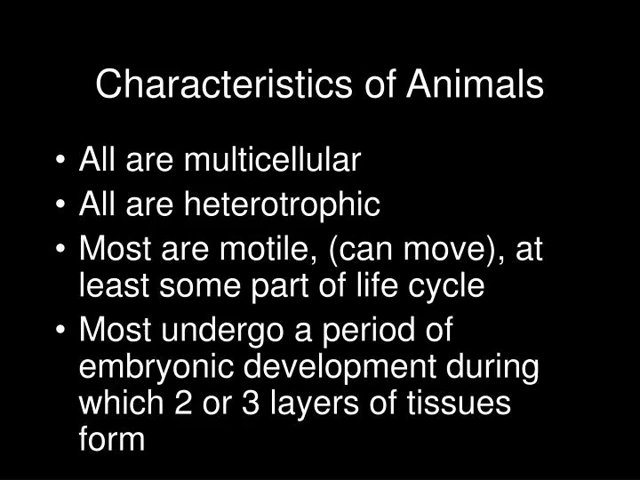 Characteristics of Animals
• All are multicellular
• All are heterotrophic
• Most are motile, (can move), at
least some part of life cycle
• Most undergo a period of
embryonic development during
which 2 or 3 layers of tissues
form